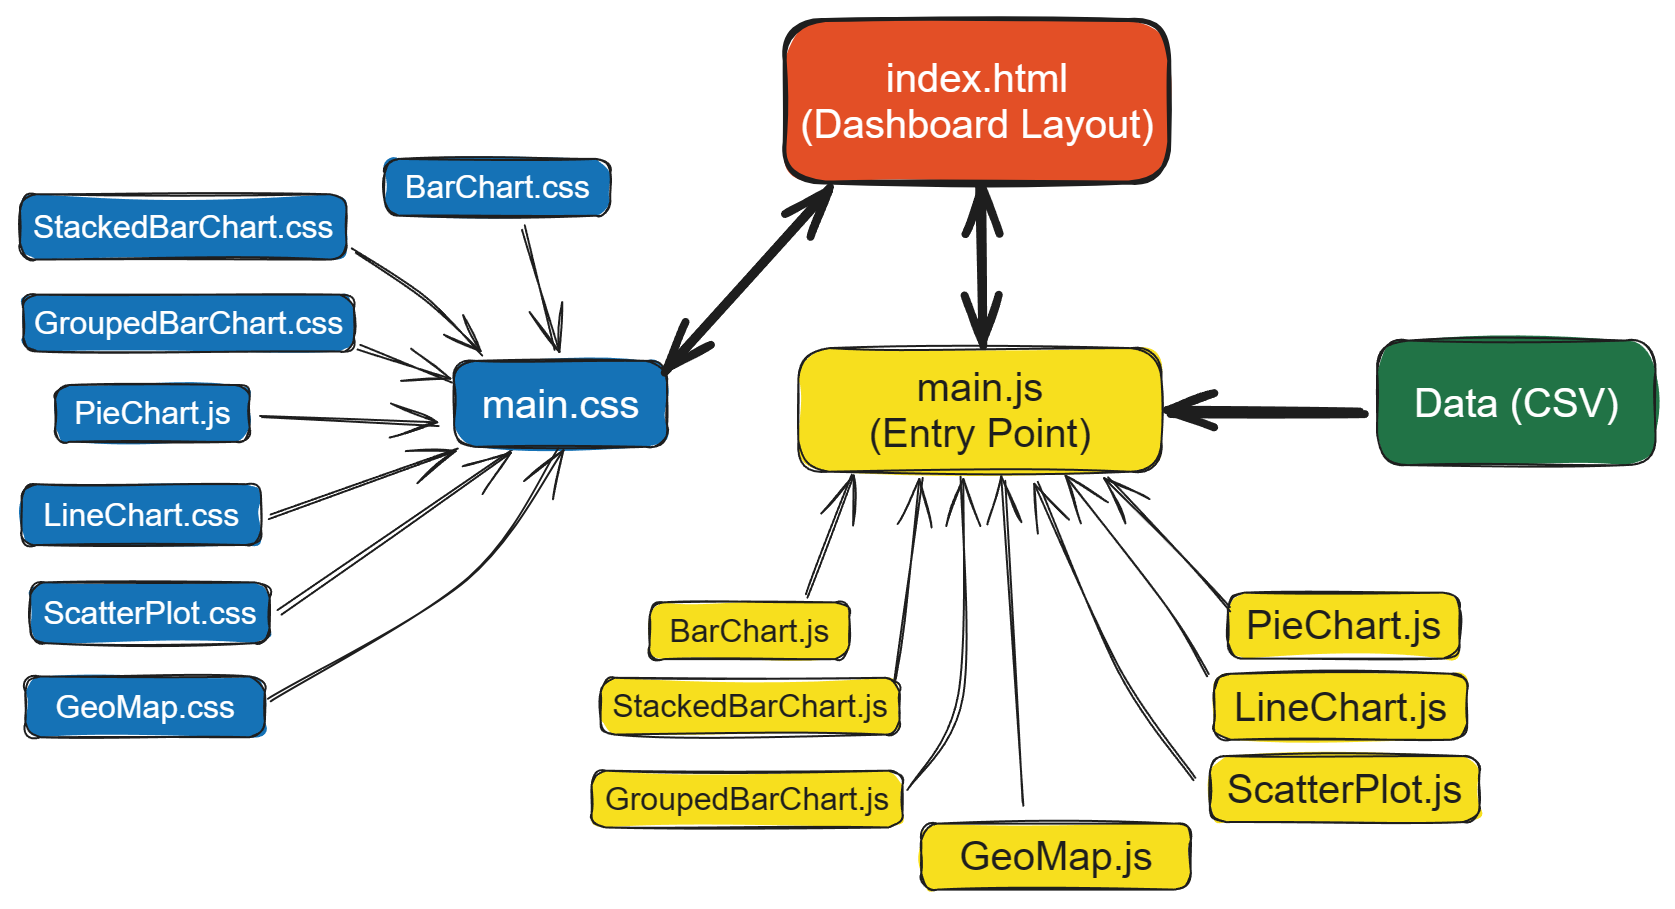 index.html
(Dashboard Layout)
BarChart.css
StackedBarChart.css
GroupedBarChart.css
PieChart.js
LineChart.css
ScatterPlot.css
GeoMap.css
main.css
main.js
(Entry Point)
Data (CSV)
BarChart.js
StackedBarChart.js
GroupedBarChart.js
GeoMap.js
PieChart.js
LineChart.js
ScatterPlot.js